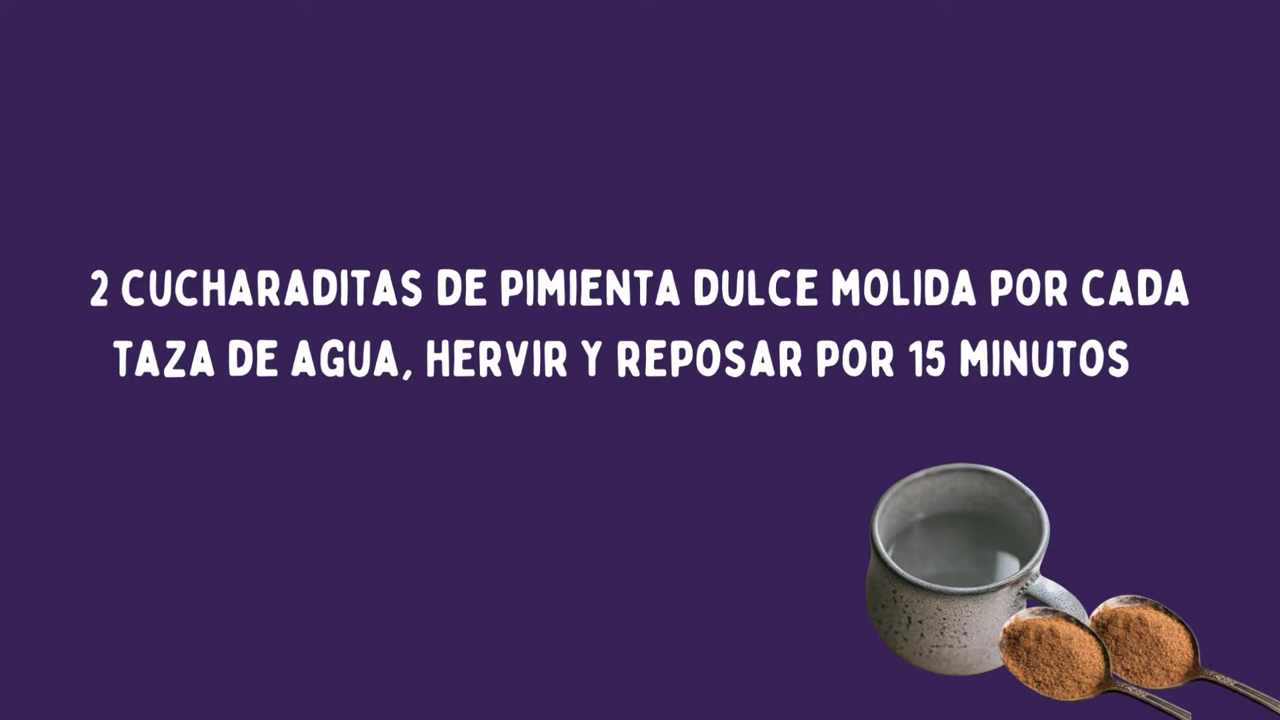 2 CUCHARADITAS DE PIMIENTA DULCE MOLIDA POR CADA
TAZA DE AGUA, HERVIR Y REPOSAR POR 15 MINUTOS